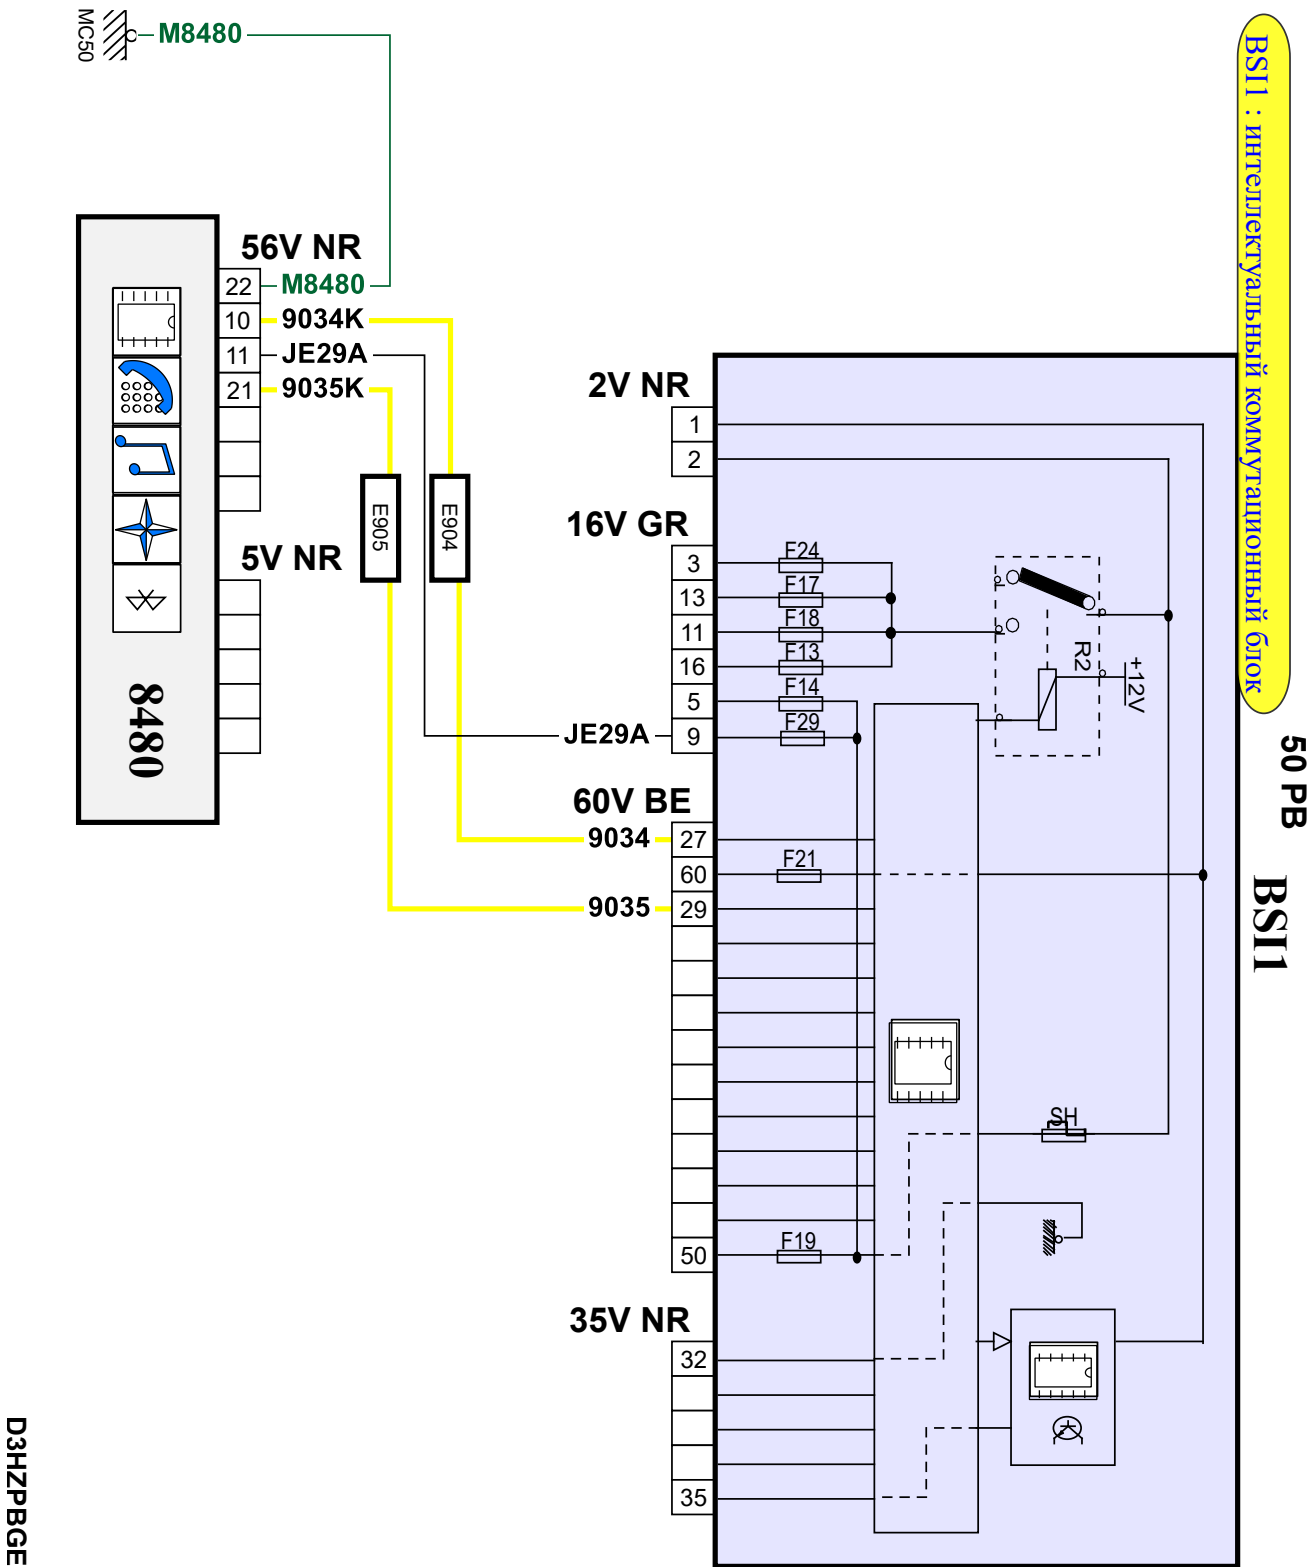 MC50
M8480
BSI1 : интеллектуальный коммутационный блок
56V NR
22
M8480
10
9034K
11
JE29A
21
9035K
E905
E904
5V NR
8480
2V NR
1
2
16V GR
3
F24
13
F17
11
F18
16
F13
5
F14
JE29A
9
F29
R2
+12V
50 PB
BSI1
60V BE
9034
27
60
F21
9035
29
SH
50
F19
35V NR
32
35
D3HZPBGE